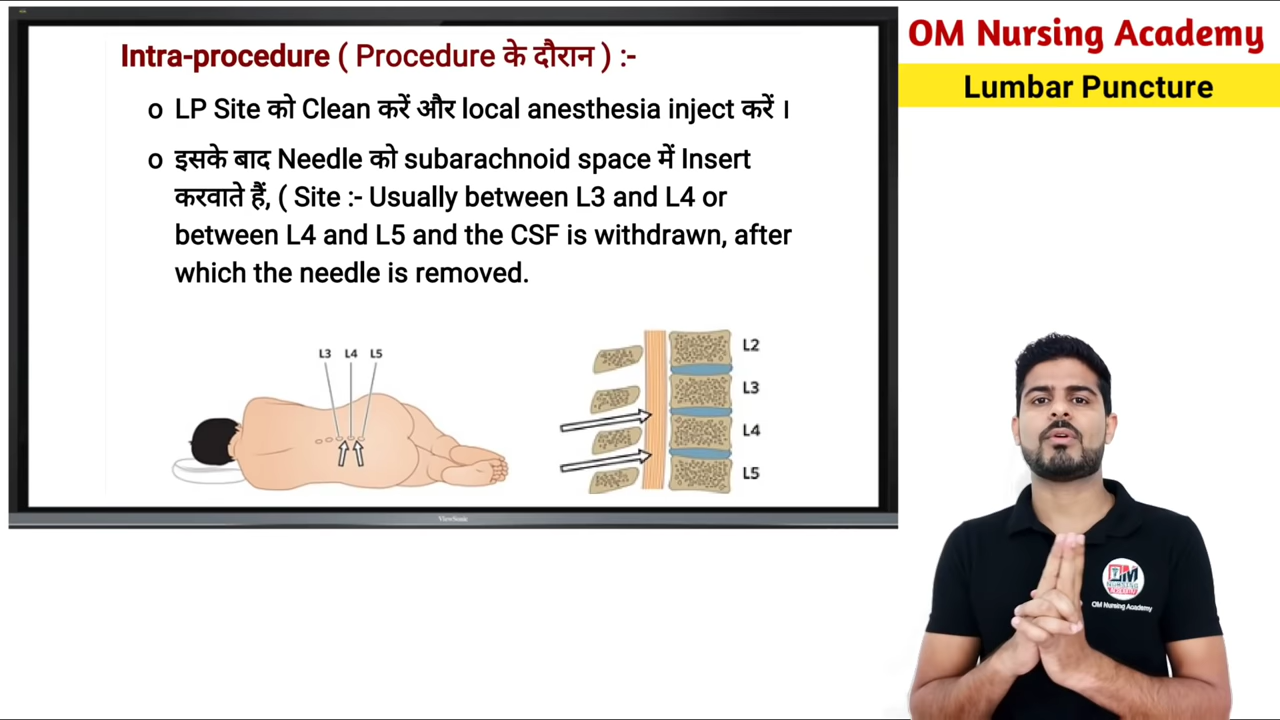 Intra-procedure ( Procedure के दौरान ) :-
o LP Site को Clean करें और local anesthesia inject करें ।
o इसके बाद Needle को subarachnoid space में Insert
करवाते हैं, ( Site :- Usually between L3 and L4 or
between L4 and L5 and the CSF is withdrawn, after
which the needle is removed.
L3 L4 L5
L2
L3
L4
L5
ViewSonic
OM Nursing Academy
Lumbar Puncture
OM
OM Nursing Academy